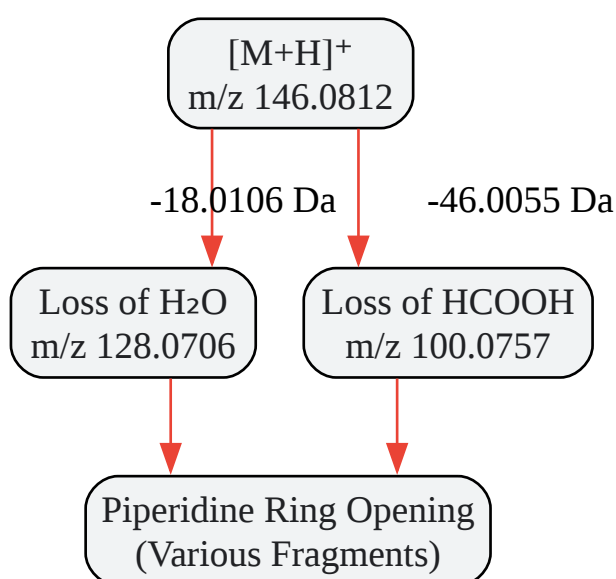 [M+H]⁺
m/z 146.0812
-18.0106 Da
-46.0055 Da
Loss of H₂O
m/z 128.0706
Loss of HCOOH
m/z 100.0757
Piperidine Ring Opening
(Various Fragments)